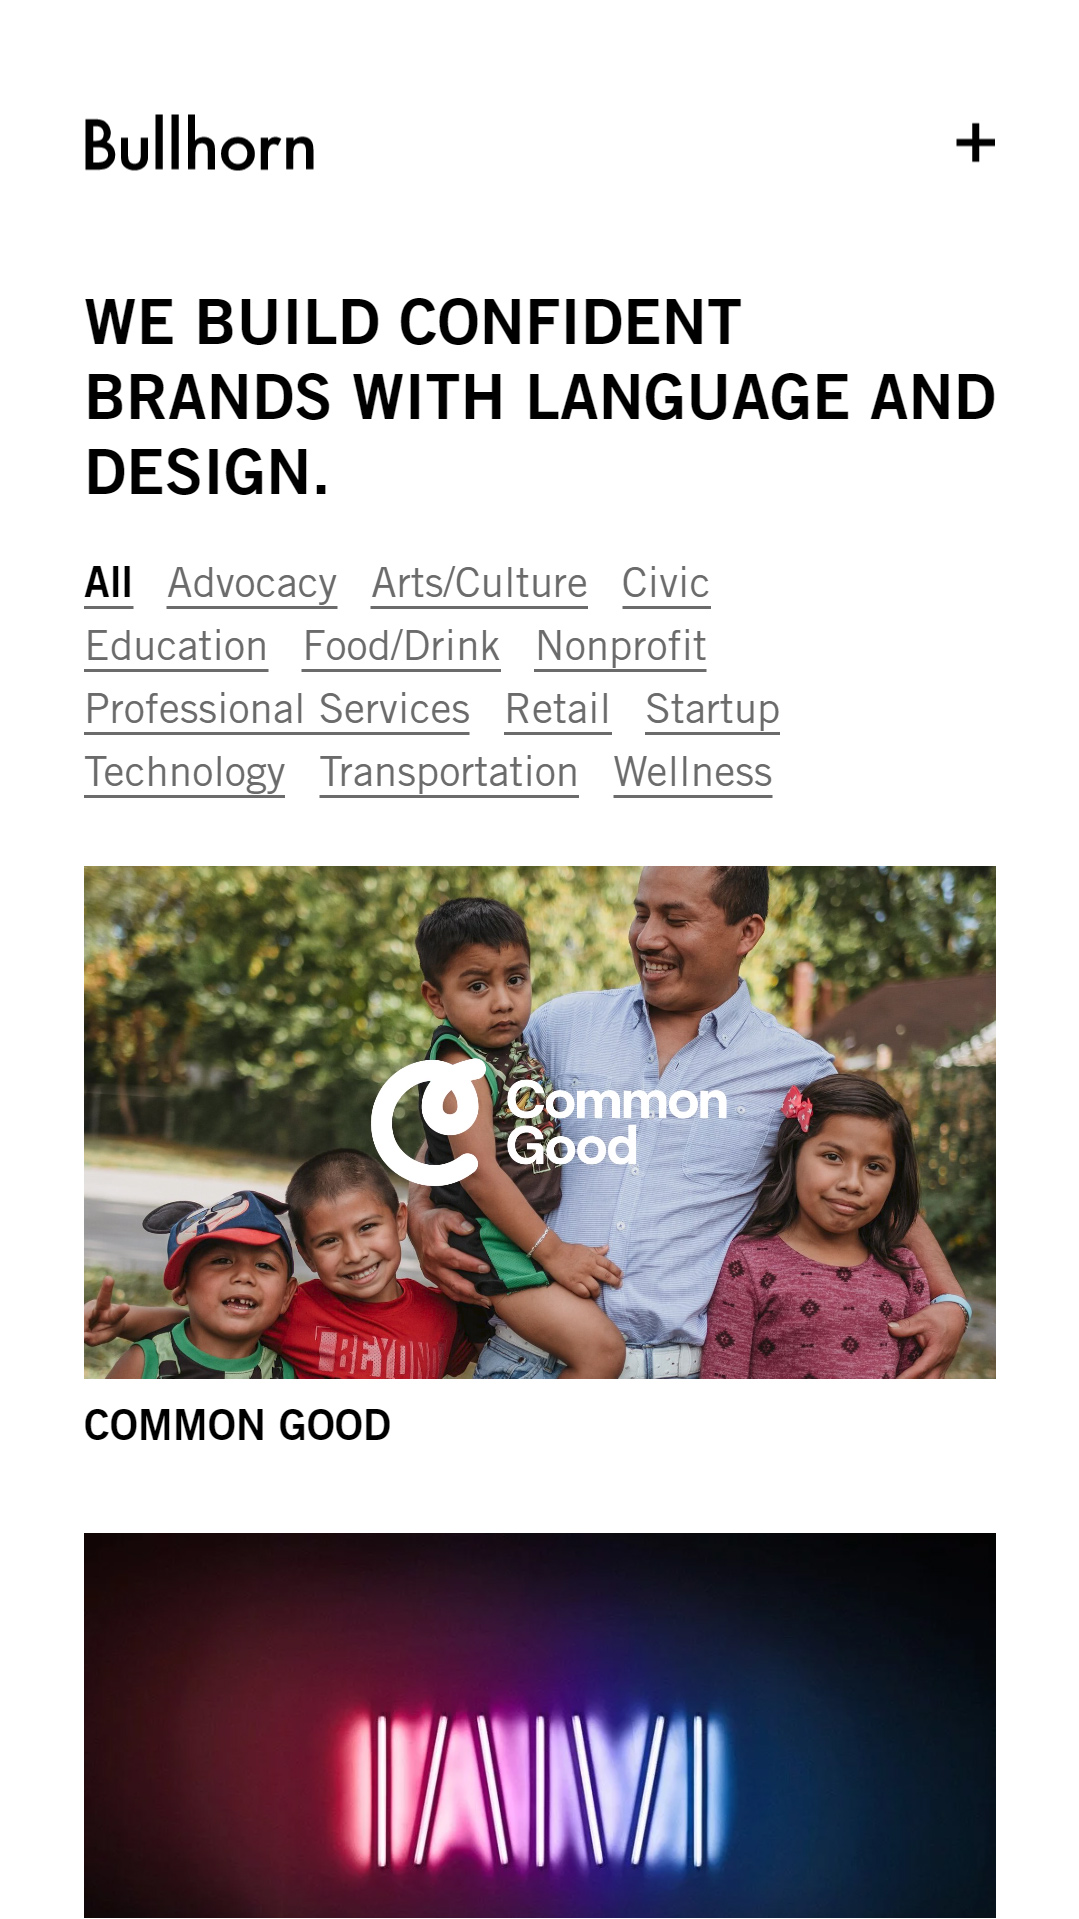 Bullhorn
WE BUILD CONFIDENT
BRANDS WITH LANGUAGE AND
DESIGN.
All Advocacy Arts/Culture Civic
Education Food/Drink Nonprofit
Professional Services Retail Startup
Technology Transportation Wellness
Common
Good
BEYOND
COMMON GOOD